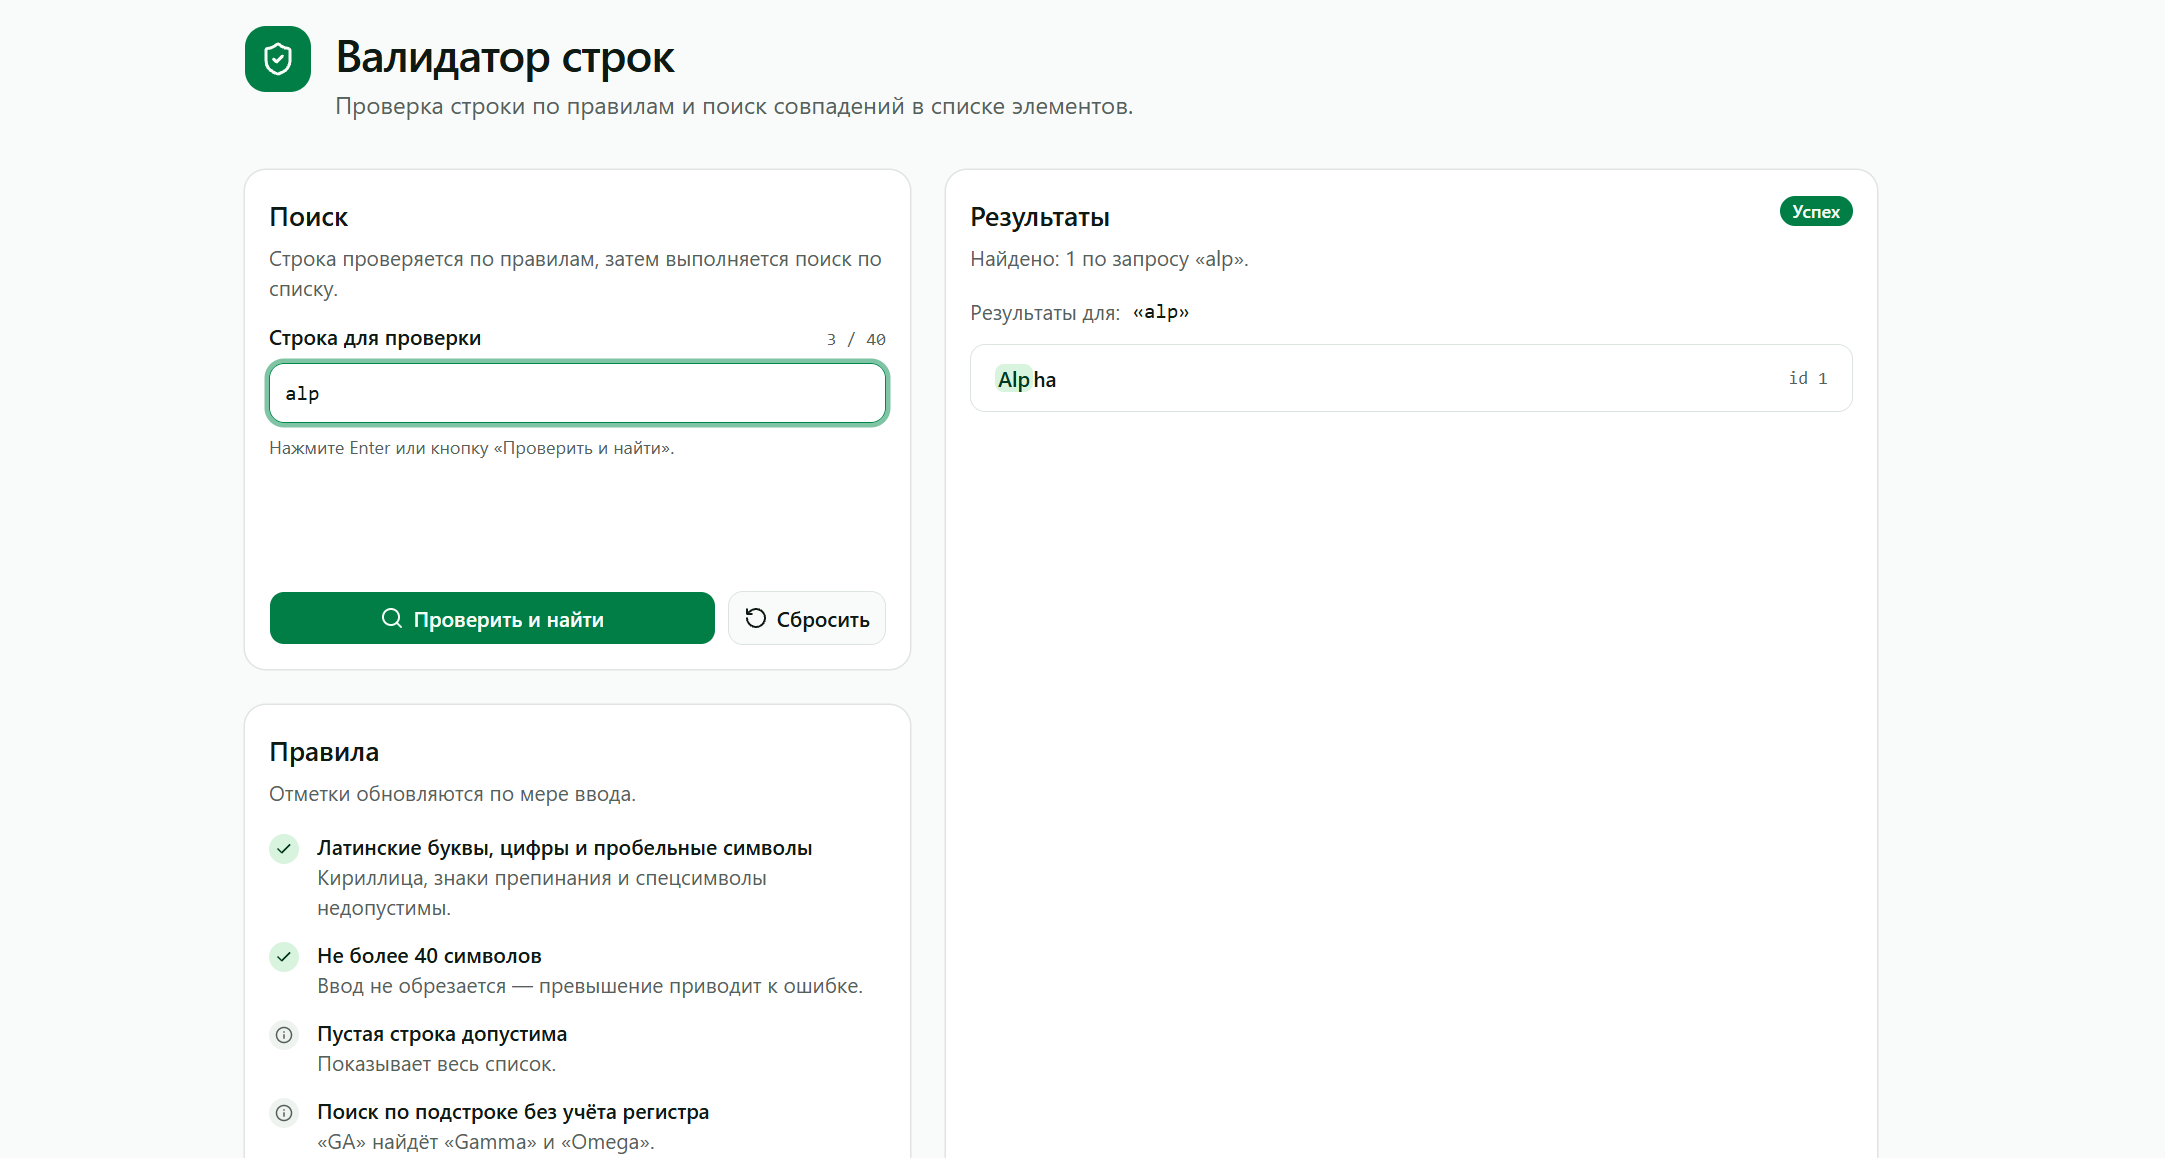 Валидатор строк
Проверка строки по правилам и поиск совпадений в списке элементов.
Поиск
Строка проверяется по правилам, затем выполняется поиск по
списку.
Строка для проверки
3 / 40
alp
Нажмите Enter или кнопку «Проверить и найти».
Проверить и найти
Сбросить
Правила
Отметки обновляются по мере ввода.
Латинские буквы, цифры и пробельные символы
Кириллица, знаки препинания и спецсимволы
недопустимы.
Не более 40 символов
Ввод не обрезается — превышение приводит к ошибке.
Пустая строка допустима
Показывает весь список.
Поиск по подстроке без учёта регистра
«GA» найдёт «Gamma» и «Omega».
Результаты
Успех
Найдено: 1 по запросу «alp».
Результаты для: «alp»
Alpha
id 1